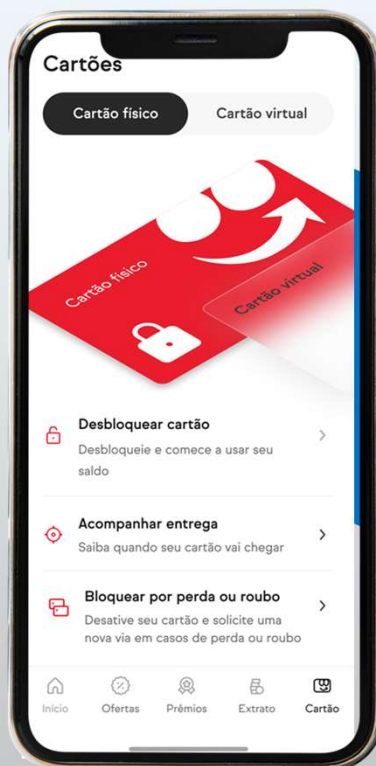 Cartões
Cartão físico Cartão virtual
Cartão físico
Cartão virtual
Desbloquear cartão
Desbloqueie e comece a usar seu
saldo
Acompanhar entrega
Saiba quando seu cartão vai chegar
Bloquear por perda ou roubo
Desative seu cartão e solicite uma
nova via em casos de perda ou roubo
Início Ofertas Prêmios Extrato Cartão